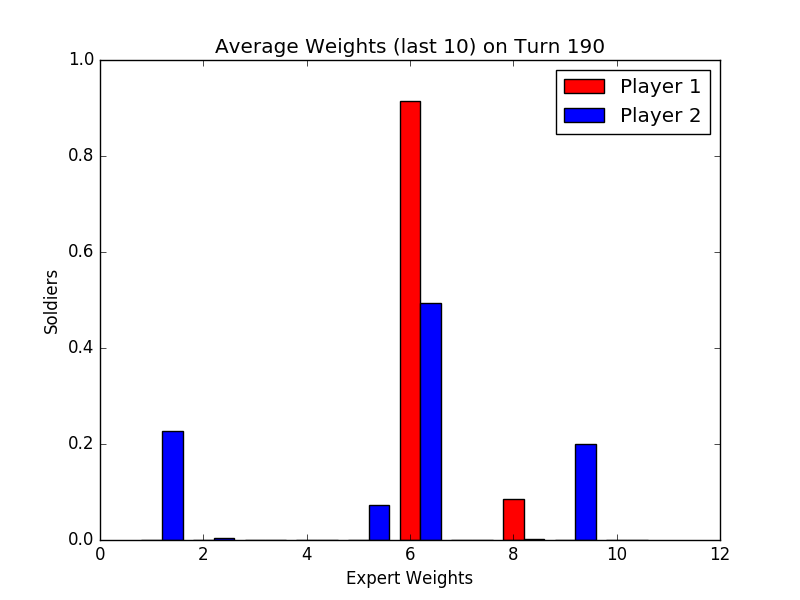 Average Weights (last 10) on Turn 190
1.0
Player 1
Player 2
0.8
0.6
Soldiers
0.4
0.2
0.0
0 2 4 6 8 10 12
Expert Weights